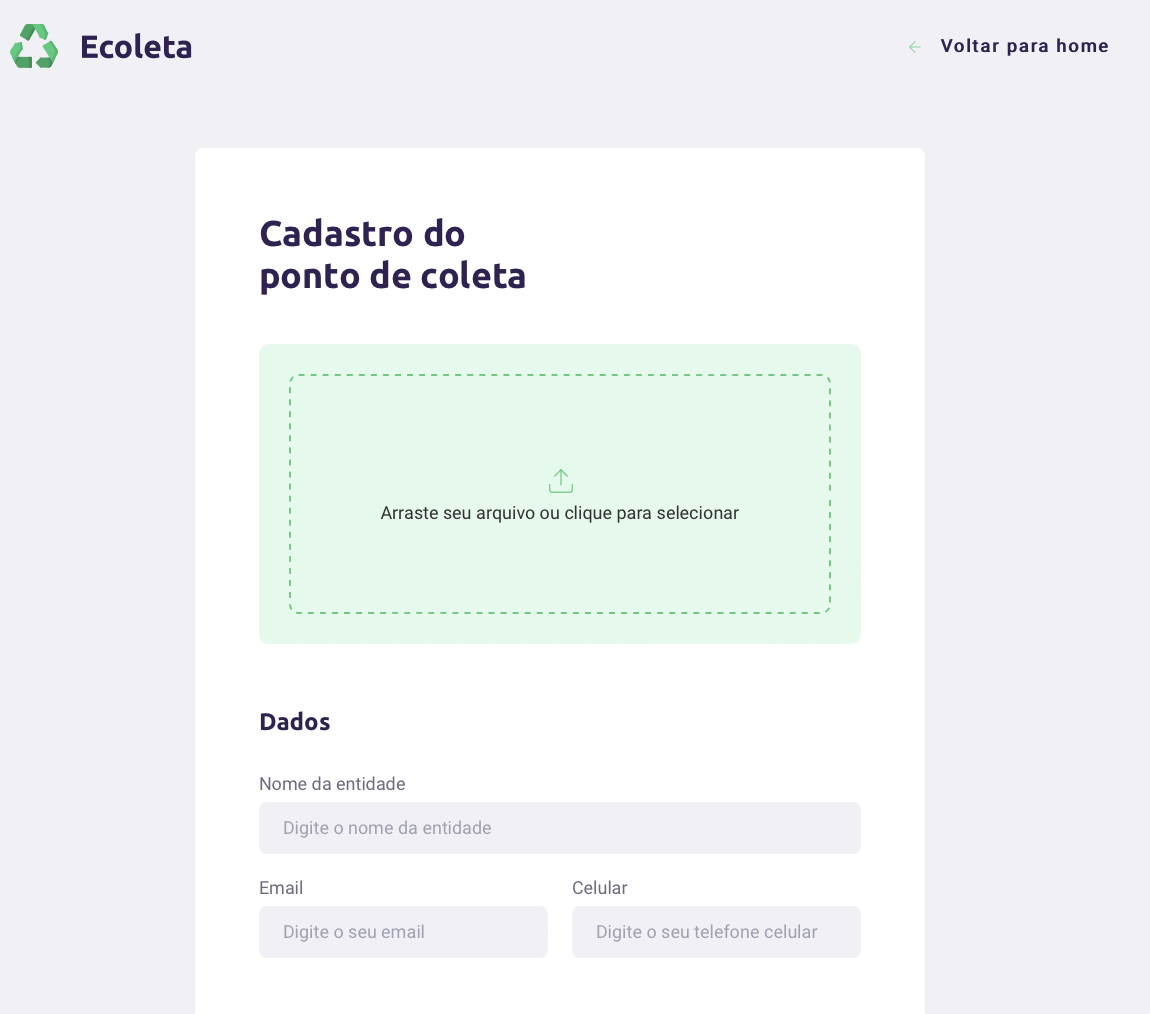 Ecoleta
Voltar para home
Cadastro do
ponto de coleta
Arraste seu arquivo ou clique para selecionar
Dados
Nome da entidade
Digite o nome da entidade
Email
Celular
Digite o seu email
Digite o seu telefone celular